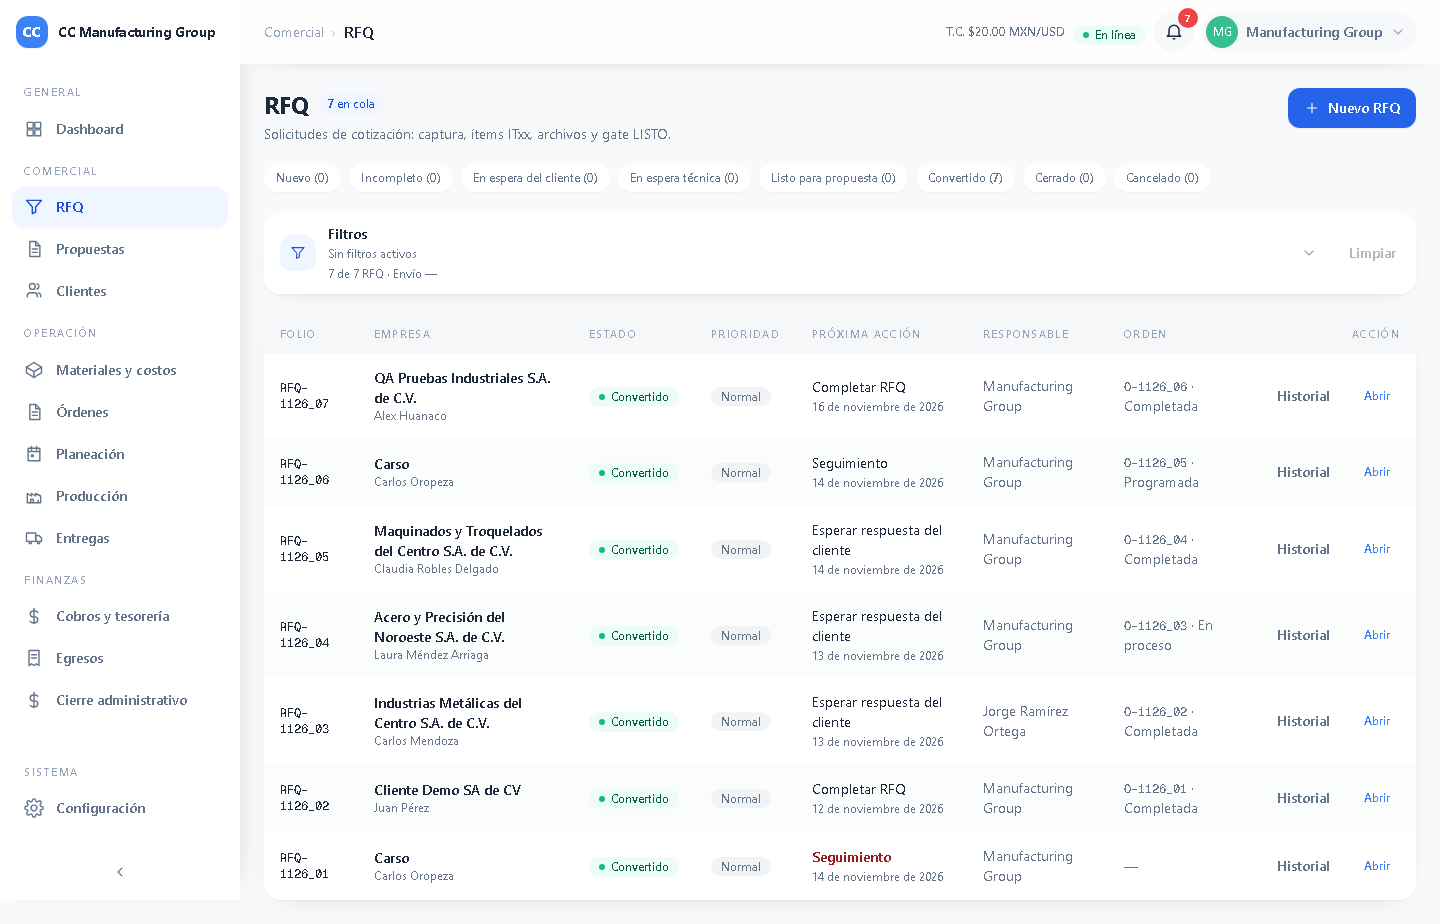 CC CC Manufacturing Group
Comercial › RFQ
T.C. $20.00 MXN/USD
En línea
7
MG Manufacturing Group
GENERAL
Dashboard
COMERCIAL
RFQ
Propuestas
Clientes
OPERACIÓN
Materiales y costos
Órdenes
Planeación
Producción
Entregas
FINANZAS
Cobros y tesorería
Egresos
Cierre administrativo
SISTEMA
Configuración
RFQ 7 en cola
Solicitudes de cotización: captura, ítems ITxx, archivos y gate LISTO.
+ Nuevo RFQ
Nuevo (0) Incompleto (0) En espera del cliente (0) En espera técnica (0) Listo para propuesta (0) Convertido (7) Cerrado (0) Cancelado (0)
Filtros
Sin filtros activos
7 de 7 RFQ · Envío —
Limpiar
FOLIO EMPRESA ESTADO PRIORIDAD PRÓXIMA ACCIÓN RESPONSABLE ORDEN ACCIÓN
RFQ-
1126_07
QA Pruebas Industriales S.A.
de C.V.
Alex Huanaco
Convertido
Normal
Completar RFQ
16 de noviembre de 2026
Manufacturing
Group
O-1126_06 ·
Completada
Historial
Abrir
RFQ-
1126_06
Carso
Carlos Oropeza
Convertido
Normal
Seguimiento
14 de noviembre de 2026
Manufacturing
Group
O-1126_05 ·
Programada
Historial
Abrir
RFQ-
1126_05
Maquinados y Troquelados
del Centro S.A. de C.V.
Claudia Robles Delgado
Convertido
Normal
Esperar respuesta del
cliente
14 de noviembre de 2026
Manufacturing
Group
O-1126_04 ·
Completada
Historial
Abrir
RFQ-
1126_04
Acero y Precisión del
Noroeste S.A. de C.V.
Laura Méndez Arriaga
Convertido
Normal
Esperar respuesta del
cliente
13 de noviembre de 2026
Manufacturing
Group
O-1126_03 · En
proceso
Historial
Abrir
RFQ-
1126_03
Industrias Metálicas del
Centro S.A. de C.V.
Carlos Mendoza
Convertido
Normal
Esperar respuesta del
cliente
13 de noviembre de 2026
Jorge Ramírez
Ortega
O-1126_02 ·
Completada
Historial
Abrir
RFQ-
1126_02
Cliente Demo SA de CV
Juan Pérez
Convertido
Normal
Completar RFQ
12 de noviembre de 2026
Manufacturing
Group
O-1126_01 ·
Completada
Historial
Abrir
RFQ-
1126_01
Carso
Carlos Oropeza
Convertido
Normal
Seguimiento
14 de noviembre de 2026
Manufacturing
Group
—
Historial
Abrir